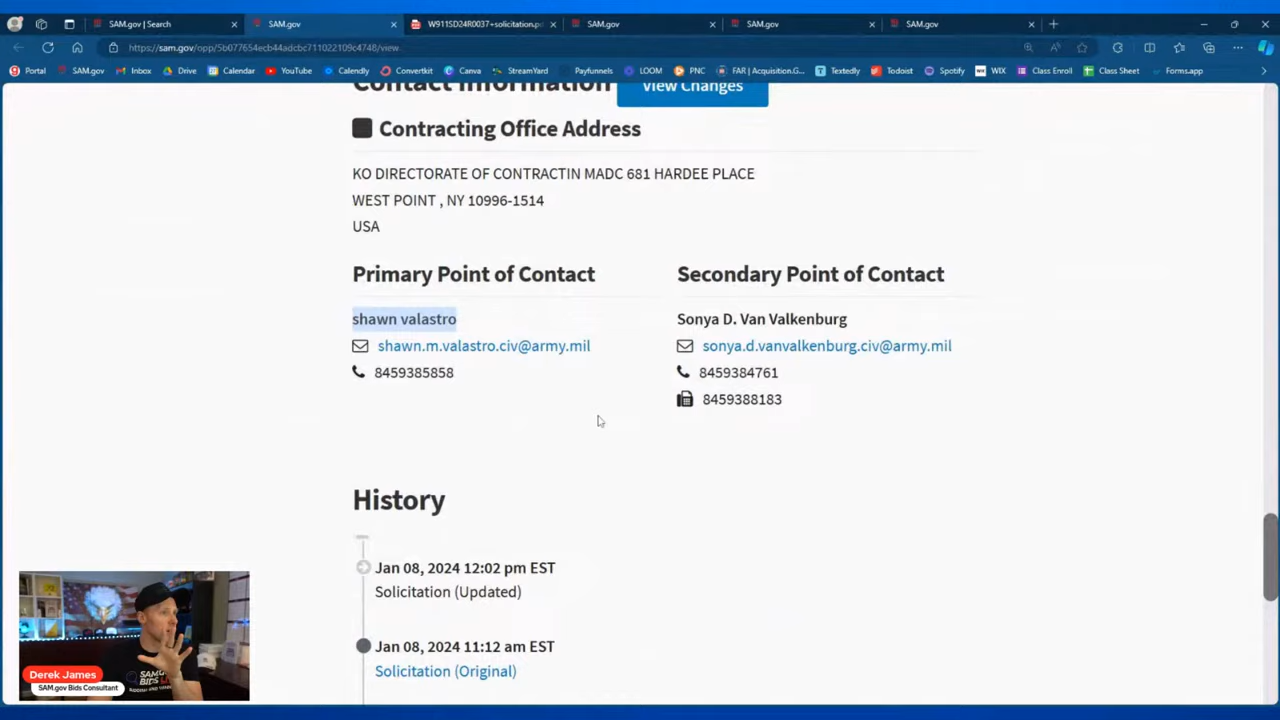 SAM.gov | Search
SAM.gov
W911SD24R0037+solicitation.p
SAM.gov
SAM.gov
SAM.gov
https://sam.gov/opp/5b077654ecb44adcbc711022109c4748/view
Portal
SAM.gov
Inbox
Drive
Calendar
YouTube
Calendly
Convertkit
Canva
StreamYard
Payfunnels
LOOM
PNC
FAR | Acquisition.G...
Textedly
Todoist
Spotify
WIX
Class Enroll
Class Sheet
Forms.app
Contact Information
View Changes
Contracting Office Address
KO DIRECTORATE OF CONTRACTIN MADC 681 HARDEE PLACE
WEST POINT , NY 10996-1514
USA
Primary Point of Contact
shawn valastro
shawn.m.valastro.civ@army.mil
8459385858
Secondary Point of Contact
Sonya D. Van Valkenburg
sonya.d.vanvalkenburg.civ@army.mil
8459384761
8459388183
History
Jan 08, 2024 12:02 pm EST
Solicitation (Updated)
Jan 08, 2024 11:12 am EST
Solicitation (Original)
Derek James
SAM.gov Bids Consultant